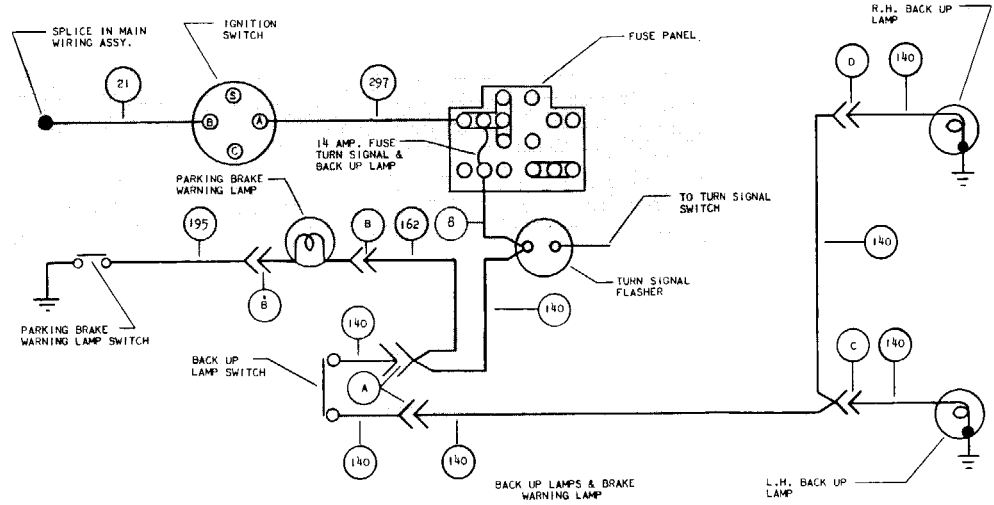 SPLICE IN MAIN
WIRING ASSY.
IGNITION
SWITCH
R.H. BACK UP
LAMP
FUSE PANEL
21
297
D
140
S
B
A
C
14 AMP. FUSE
TURN SIGNAL &
BACK UP LAMP
PARKING BRAKE
WARNING LAMP
195
B
162
8
TO TURN SIGNAL
SWITCH
140
TURN SIGNAL
FLASHER
B
140
PARKING BRAKE
WARNING LAMP SWITCH
140
BACK UP
LAMP SWITCH
A
C
140
140
140
BACK UP LAMPS & BRAKE
WARNING LAMP
L.H. BACK UP
LAMP